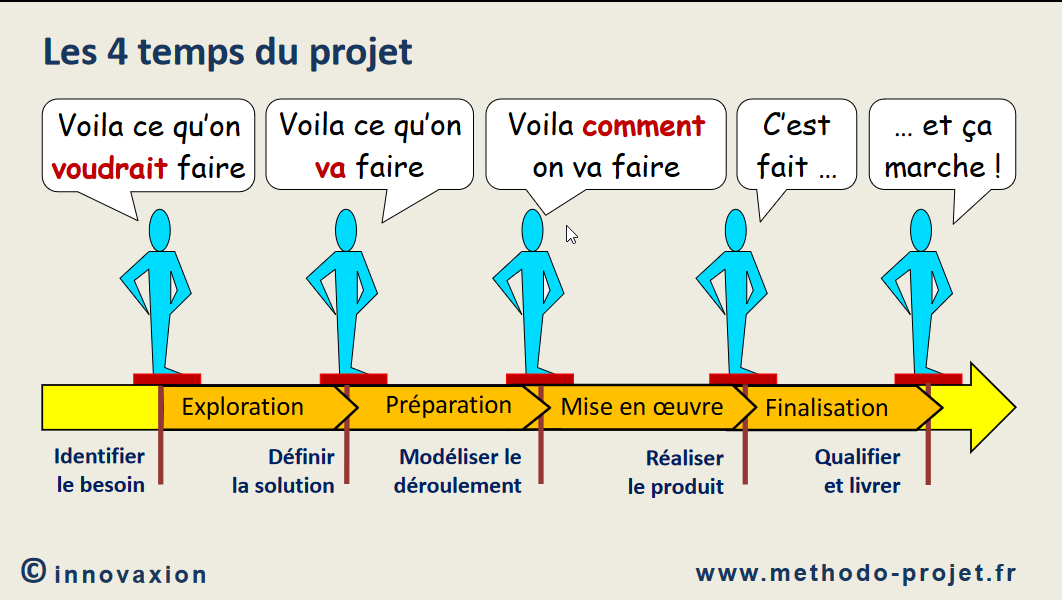 Les 4 temps du projet
Voila ce qu'on
voudrait faire
Voila ce qu'on
va faire
Voila comment
on va faire
C'est
fait ...
... et ça
marche !
Exploration
Préparation
Mise en œuvre
Finalisation
Identifier
le besoin
Définir
la solution
Modéliser le
déroulement
Réaliser
le produit
Qualifier
et livrer
© innovaxion
www.methodo-projet.fr